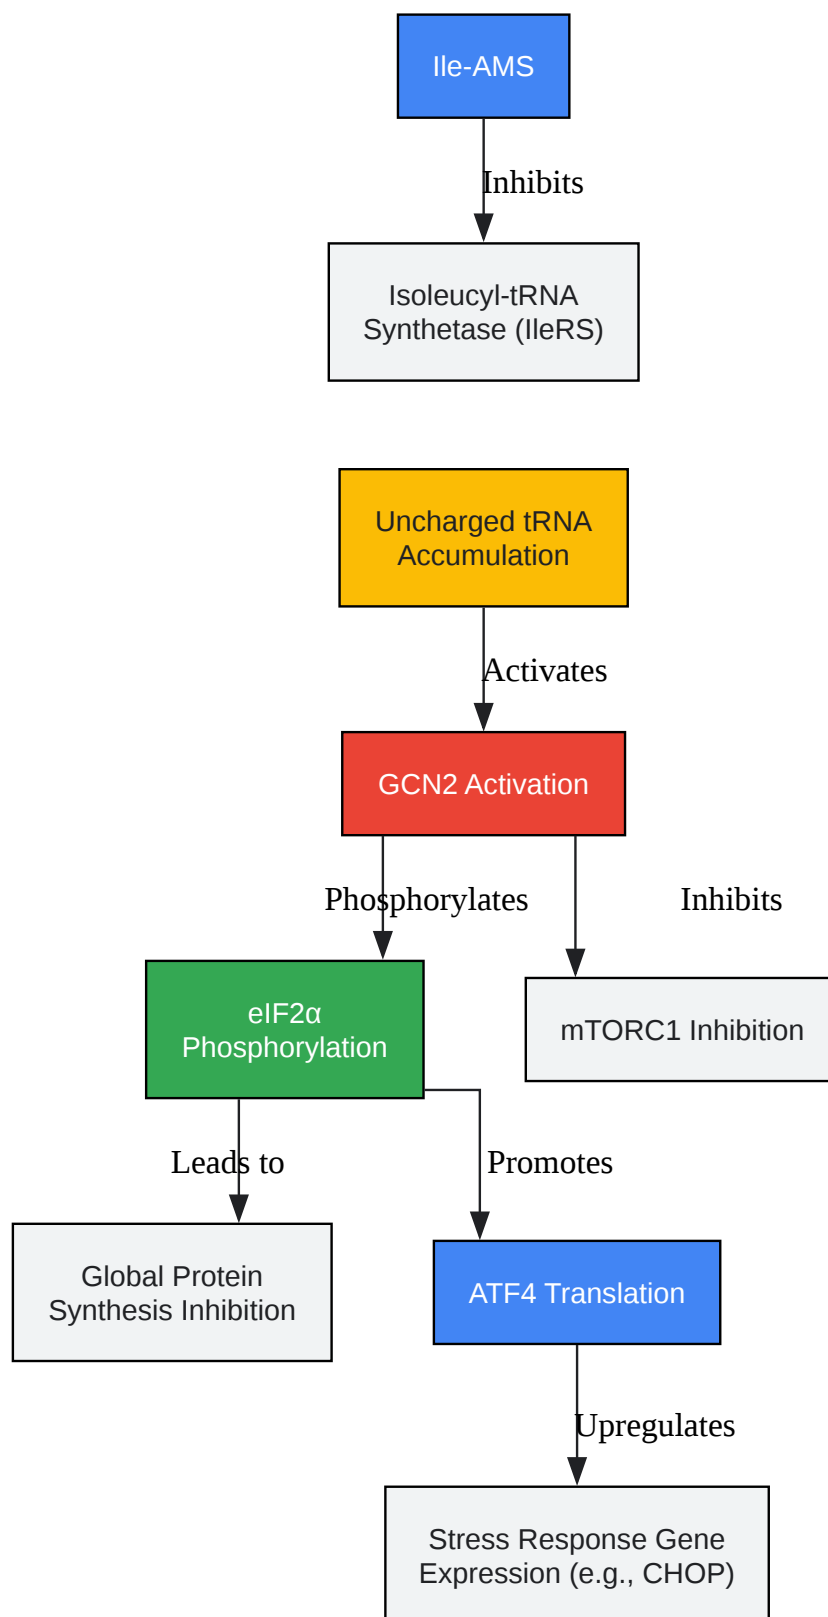 Ile-AMS
Inhibits
Isoleucyl-tRNA
Synthetase (IleRS)
Uncharged tRNA
Accumulation
Activates
GCN2 Activation
Phosphorylates
Inhibits
eIF2α
Phosphorylation
mTORC1 Inhibition
Leads to
Promotes
Global Protein
Synthesis Inhibition
ATF4 Translation
Upregulates
Stress Response Gene
Expression (e.g., CHOP)